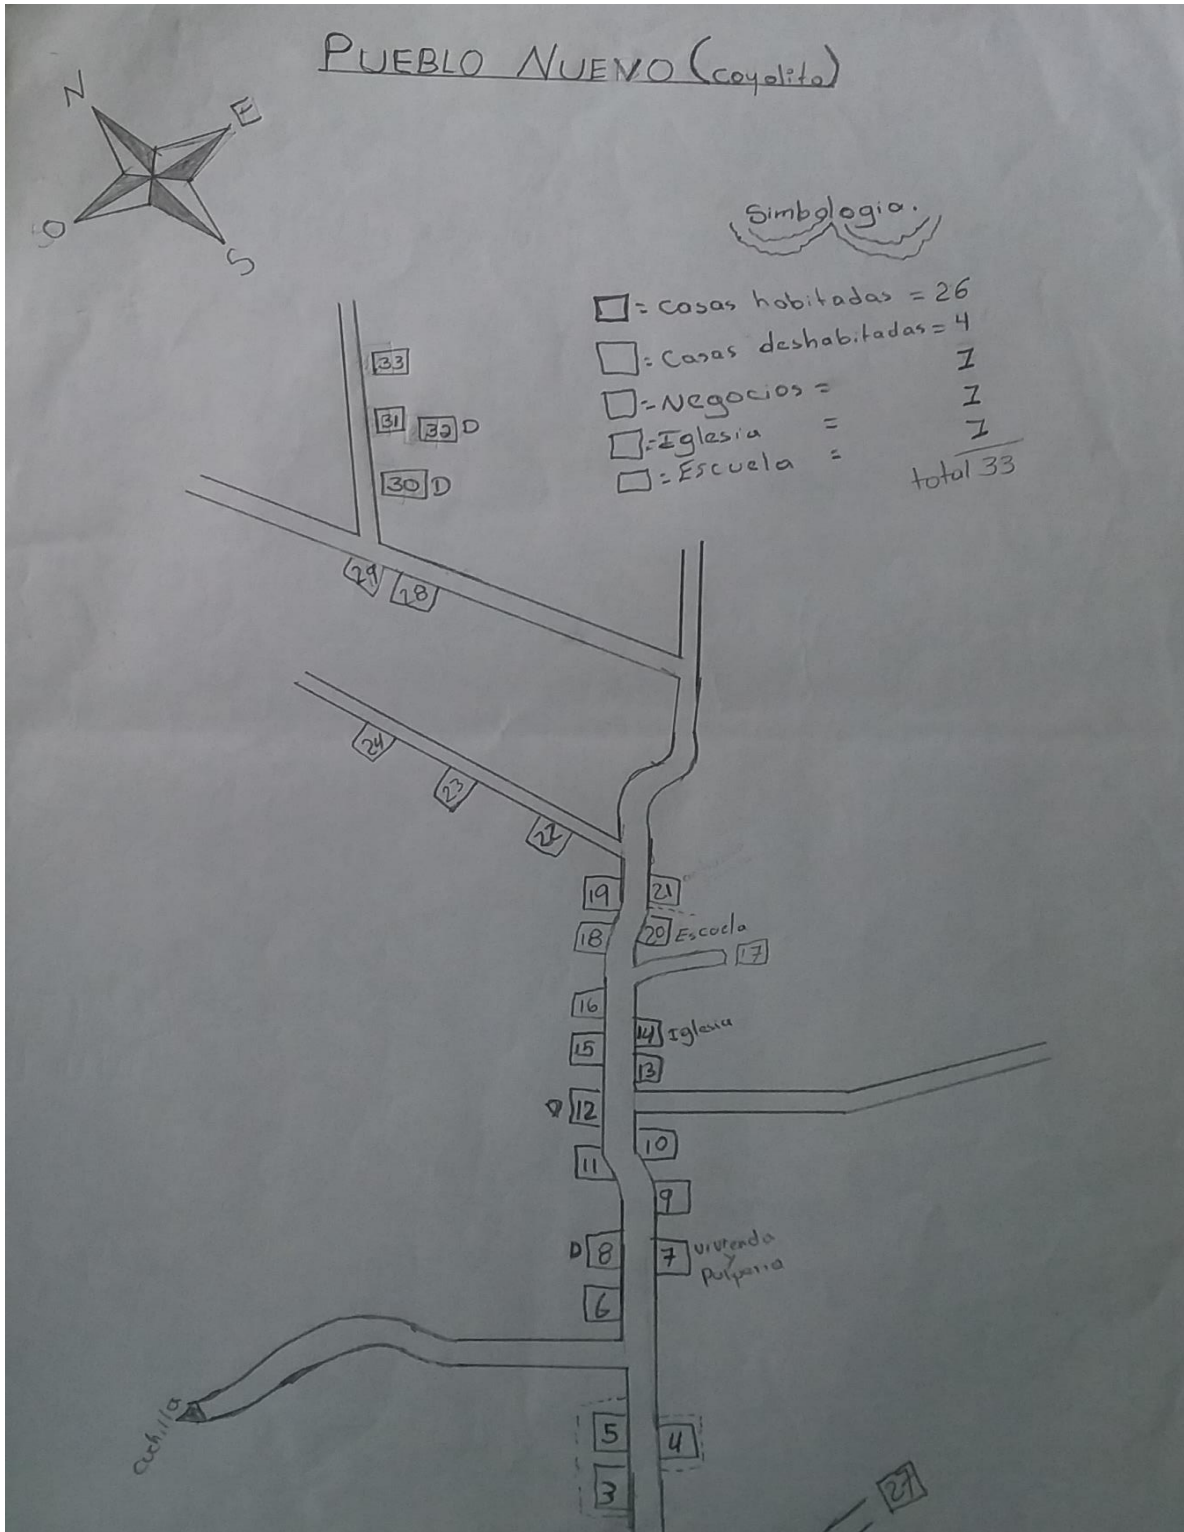 PUEBLO NUEVO (coyolito)
N
E
O
S
Simbologia.
= Casas habitadas = 26
= Casas deshabitadas = 4
= Negocios = 1
= Iglesia = 1
= Escuela = 1
total 33
33
31 32 D
30 D
29 28
24
23
22
19 21
18 20 Escuela
17
16
14 Iglesia
15
13
D 12
10
11
9
D 8 7 Vivienda
y
Pulperia
6
Cuchilla
5 4
3
27